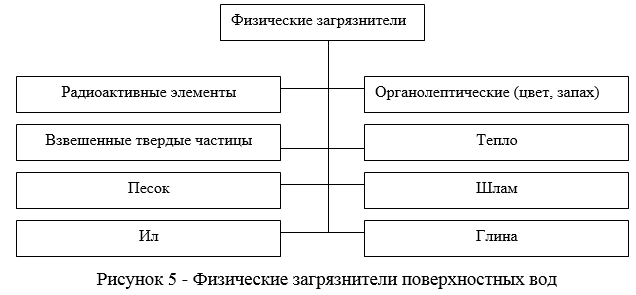 Физические загрязнители
Радиоактивные элементы
Органолептические (цвет, запах)
Взвешенные твердые частицы
Тепло
Песок
Шлам
Ил
Глина
Рисунок 5 - Физические загрязнители поверхностных вод